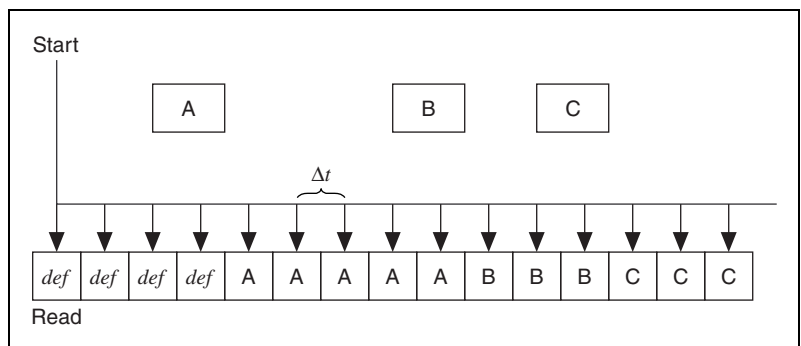 Start
A B C
Δt
def def def def A A A A A B B B C C C
Read